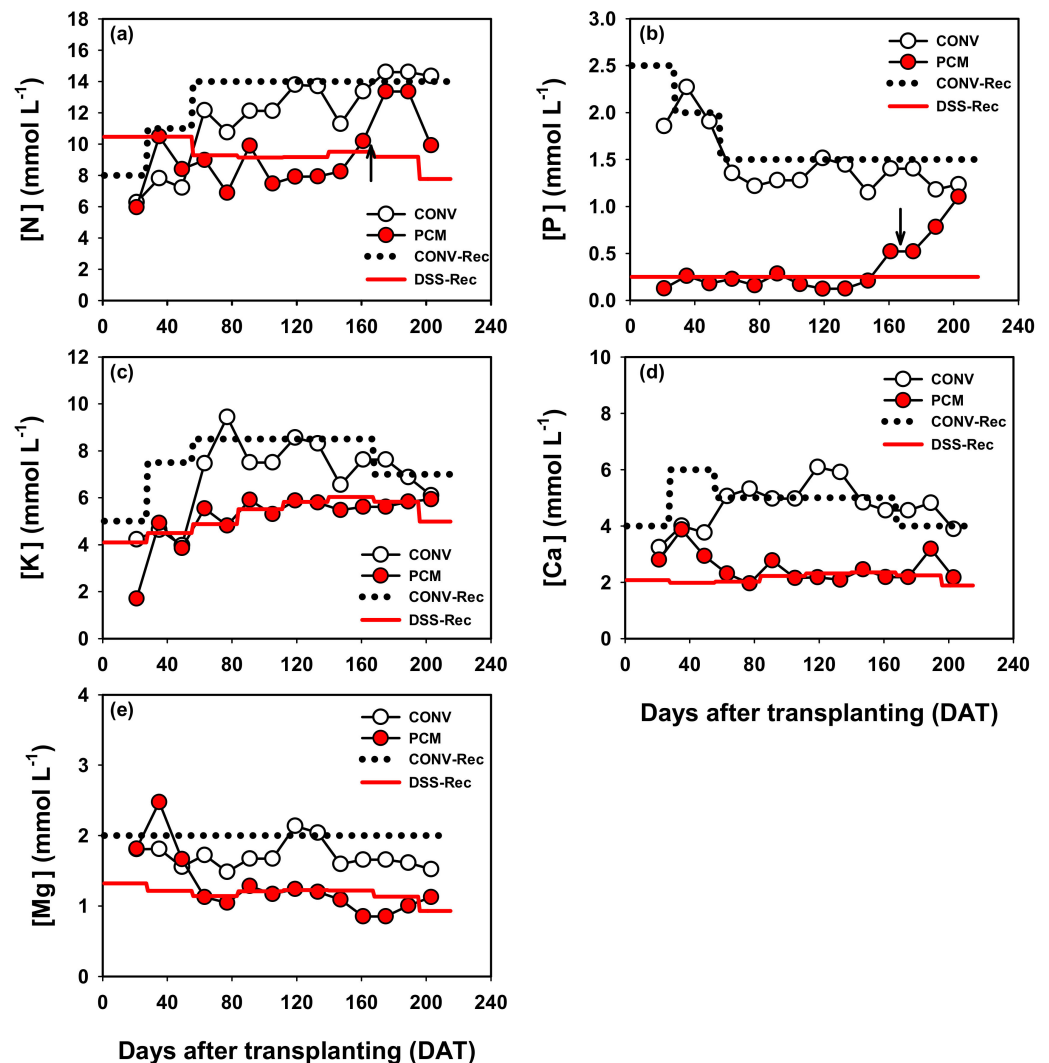 (a)
[N] (mmol L⁻¹)
18
16
14
12
10
8
6
4
2
0
0 40 80 120 160 200 240
CONV
PCM
CONV-Rec
DSS-Rec
(b)
[P] (mmol L⁻¹)
3.0
2.5
2.0
1.5
1.0
0.5
0.0
0 40 80 120 160 200 240
CONV
PCM
CONV-Rec
DSS-Rec
(c)
[K] (mmol L⁻¹)
12
10
8
6
4
2
0
0 40 80 120 160 200 240
CONV
PCM
CONV-Rec
DSS-Rec
(d)
[Ca] (mmol L⁻¹)
10
8
6
4
2
0
0 40 80 120 160 200 240
CONV
PCM
CONV-Rec
DSS-Rec
Days after transplanting (DAT)
(e)
[Mg] (mmol L⁻¹)
4
3
2
1
0
0 40 80 120 160 200 240
CONV
PCM
CONV-Rec
DSS-Rec
Days after transplanting (DAT)